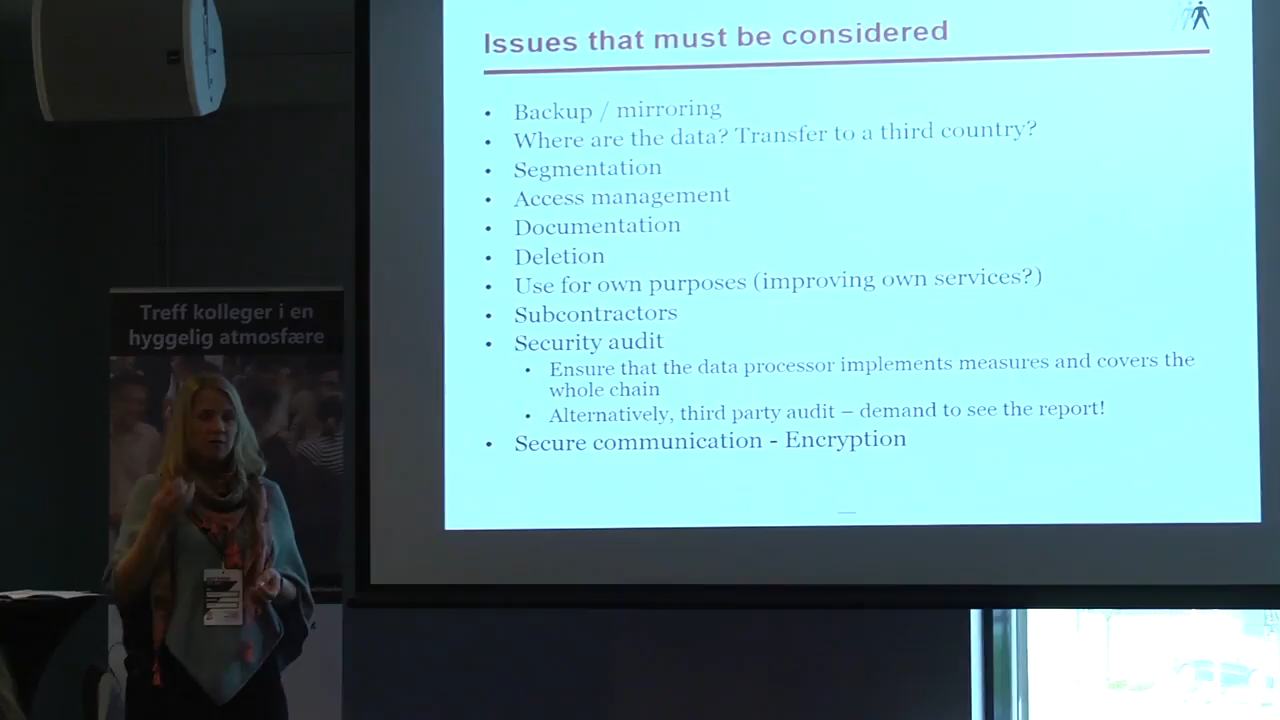 Issues that must be considered
• Backup / mirroring
• Where are the data? Transfer to a third country?
• Segmentation
• Access management
• Documentation
• Deletion
• Use for own purposes (improving own services?)
• Subcontractors
• Security audit
• Ensure that the data processor implements measures and covers the
whole chain
• Alternatively, third party audit – demand to see the report!
• Secure communication - Encryption
Treff kolleger i en
hyggelig atmosfære